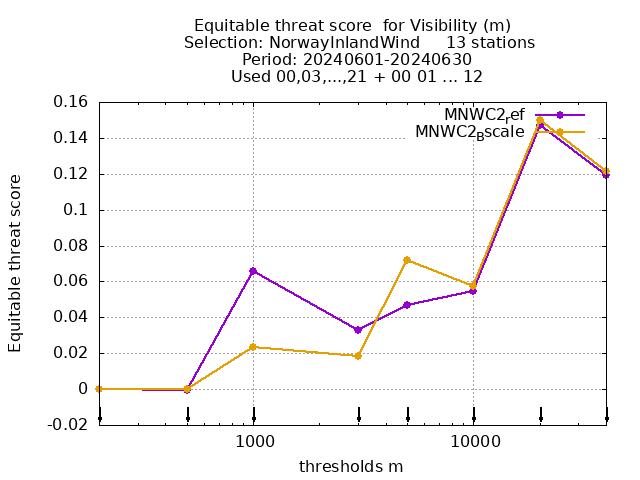 Equitable threat score  for Visibility (m)
Selection: NorwayInlandWind     13 stations
Period: 20240601-20240630
Used 00,03,...,21 + 00 01 ... 12
MNWC2_ref
MNWC2_Bscale
Equitable threat score
0.16
0.14
0.12
0.1
0.08
0.06
0.04
0.02
0
-0.02
1000
10000
thresholds m